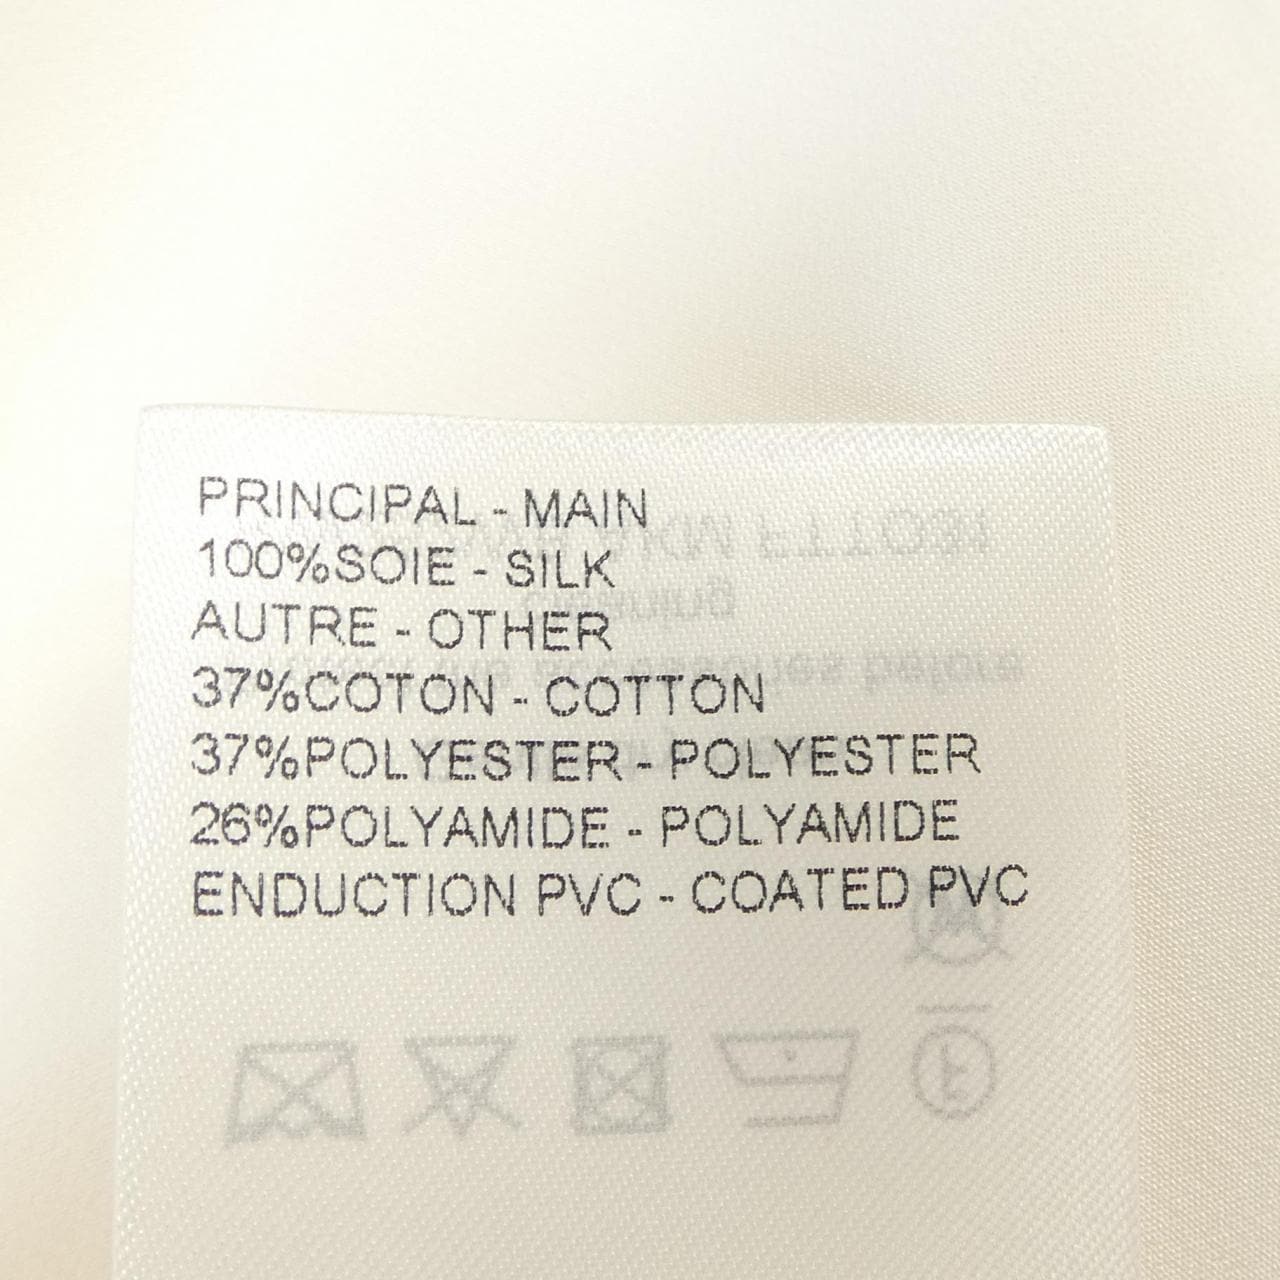 PRINCIPAL - MAIN
100%SOIE - SILK
AUTRE - OTHER
37%COTON - COTTON
37%POLYESTER - POLYESTER
26%POLYAMIDE - POLYAMIDE
ENDUCTION PVC - COATED PVC